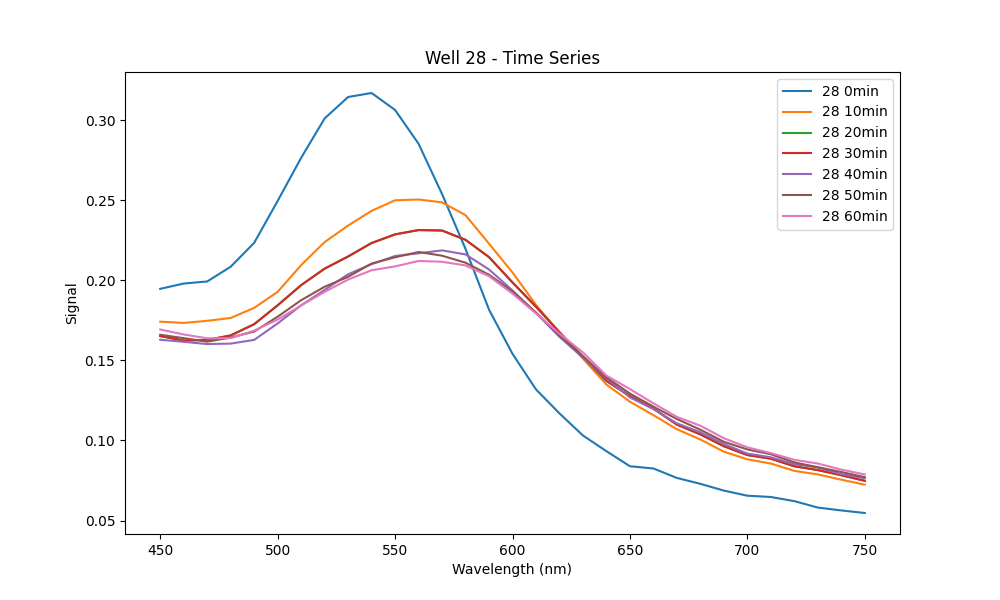 Well 28 - Time Series
28 0min
28 10min
28 20min
28 30min
28 40min
28 50min
28 60min
Signal
0.30
0.25
0.20
0.15
0.10
0.05
450 500 550 600 650 700 750
Wavelength (nm)